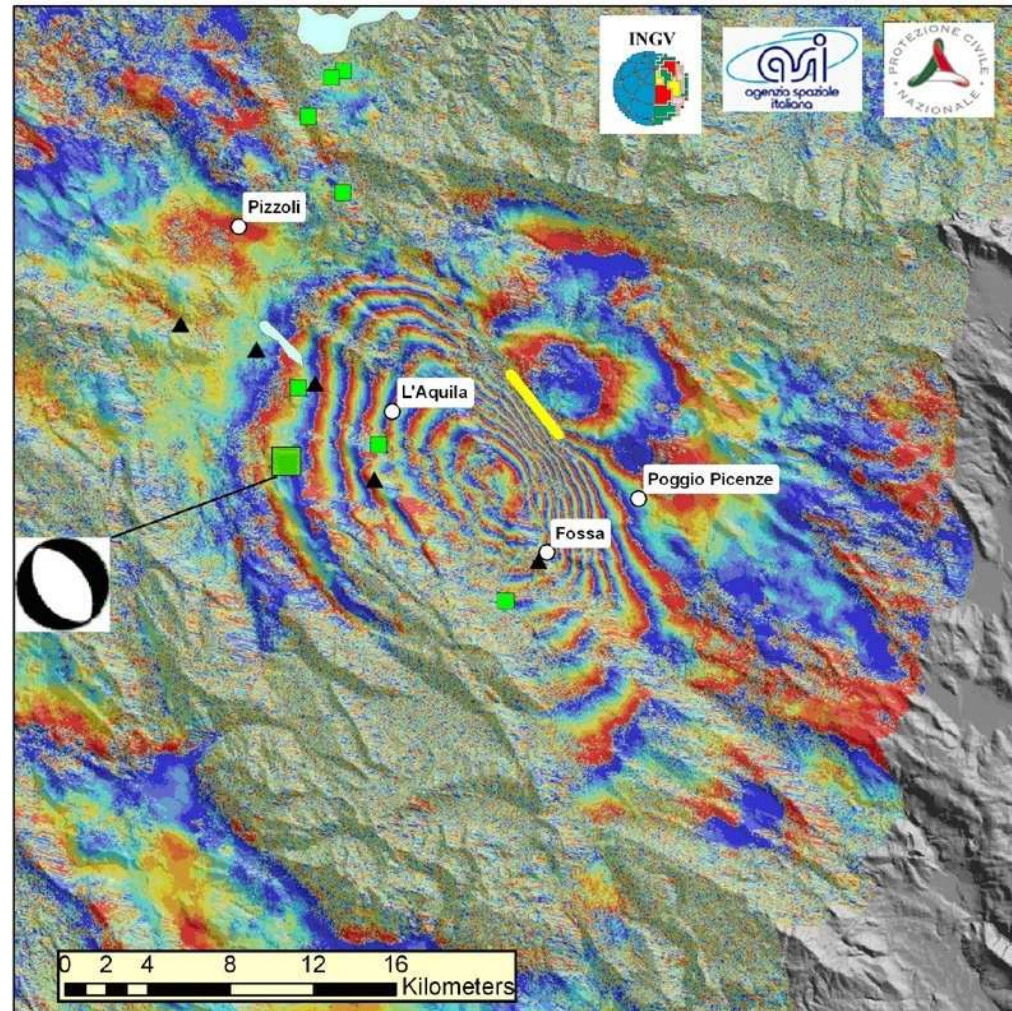 INGV
asi
agenzia spaziale
italiana
PROTEZIONE CIVILE
NAZIONALE
Pizzoli
L'Aquila
Poggio Picenze
Fossa
0 2 4 8 12 16
Kilometers